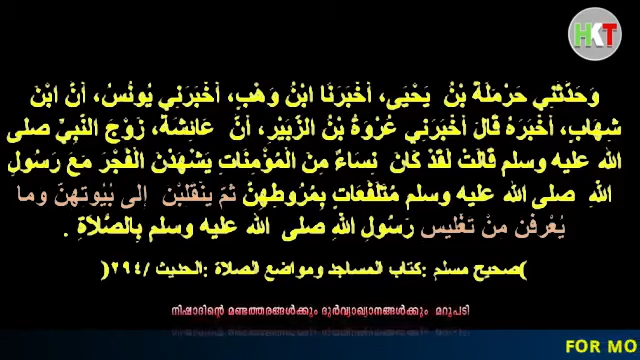 HKT
وَحَدَّثَنِي حَرْمَلَةُ بْنُ يَحْيَى، أَخْبَرَنَا ابْنُ وَهْبٍ، أَخْبَرَنِي يُونُسُ، أَنَّ ابْنَ
شِهَابٍ، أَخْبَرَهُ قَالَ أَخْبَرَنِي عُرْوَةُ بْنُ الزُّبَيْرِ، أَنَّ عَائِشَةَ، زَوْجَ النَّبِيِّ صلى
الله عليه وسلم قَالَتْ لَقَدْ كَانَ نِسَاءٌ مِنَ الْمُؤْمِنَاتِ يَشْهَدْنَ الْفَجْرَ مَعَ رَسُولِ
اللَّهِ صلى الله عليه وسلم مُتَلَفِّعَاتٍ بِمُرُوطِهِنَّ ثُمَّ يَنْقَلِبْنَ إِلَى بُيُوتِهِنَّ وَمَا
يُعْرَفْنَ مِنْ تَغْلِيسِ رَسُولِ اللَّهِ صلى الله عليه وسلم بِالصَّلاَةِ .
)صحيح مسلم :كتاب المساجد ومواضع الصلاة :الحديث /٢٩٤(
നിഷാദിന്റെ മണ്ടത്തരങ്ങൾക്കും ദുർവ്യാഖ്യാനങ്ങൾക്കും മറുപടി
FOR MO